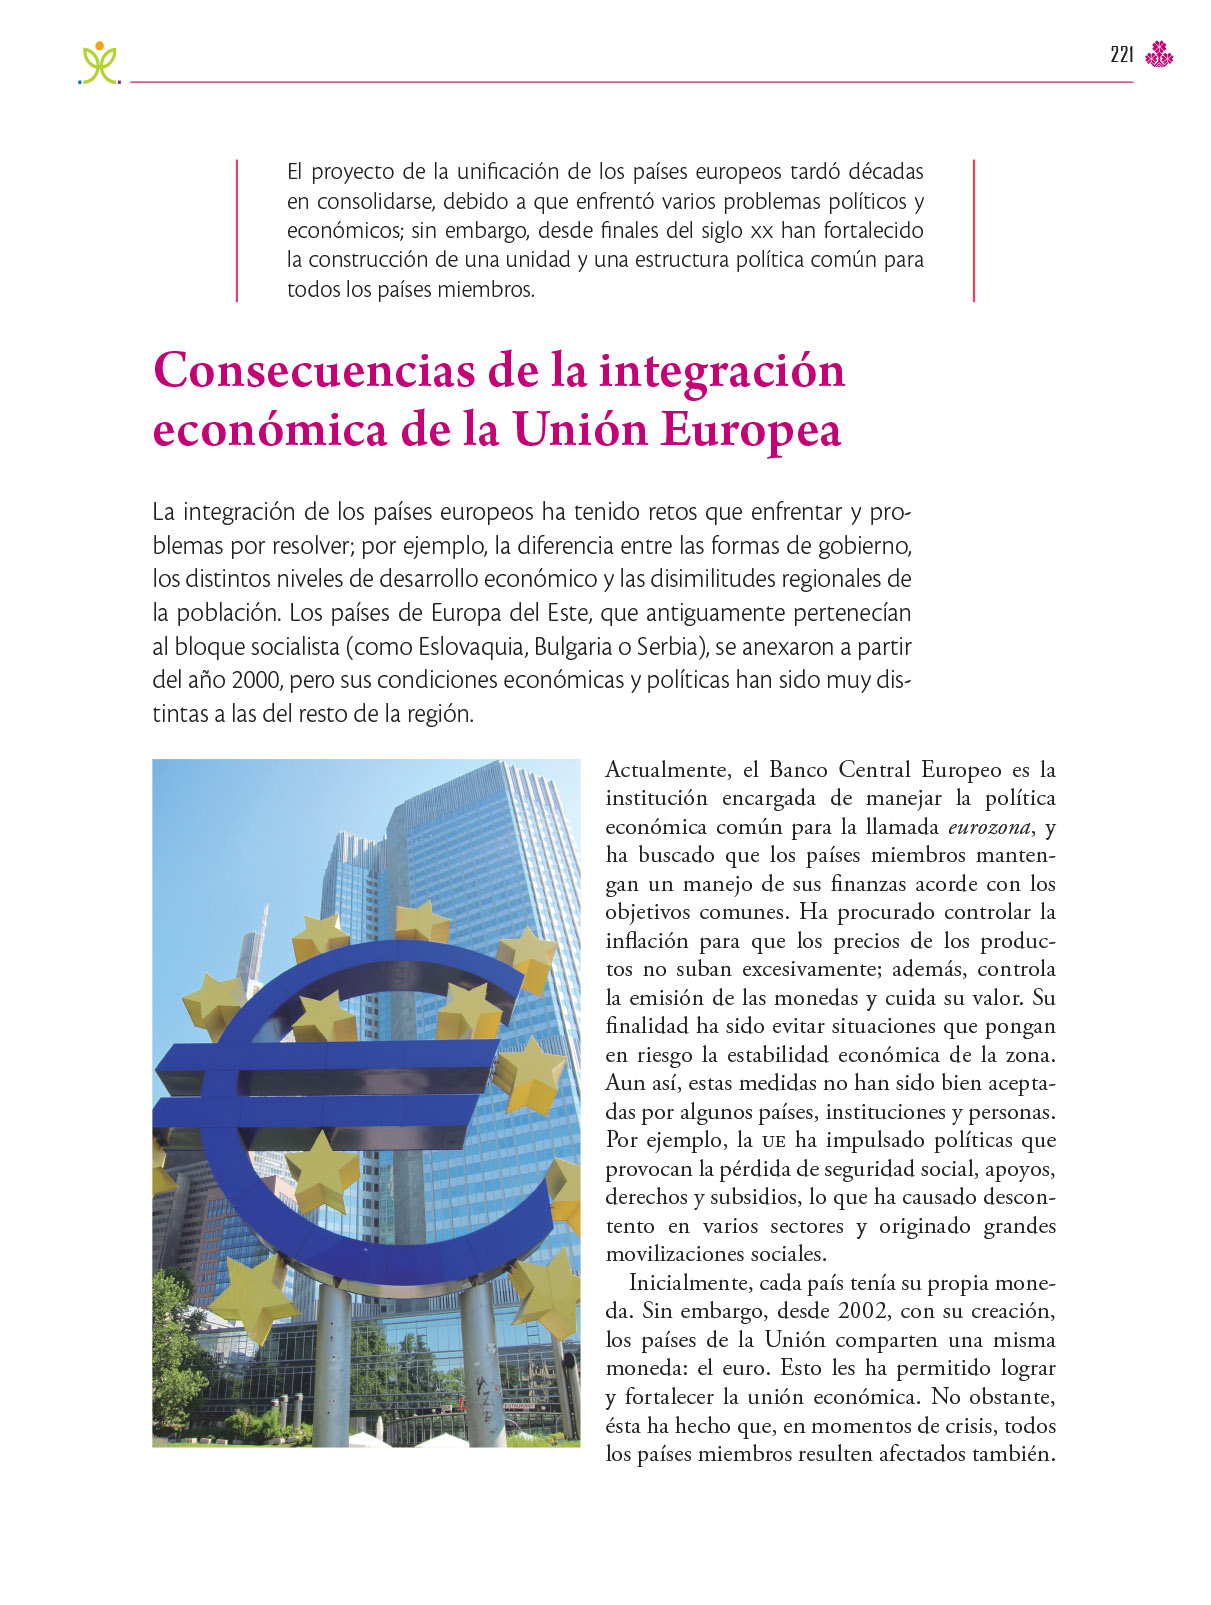 221
El proyecto de la unificación de los países europeos tardó décadas
en consolidarse, debido a que enfrentó varios problemas políticos y
económicos; sin embargo, desde finales del siglo XX han fortalecido
la construcción de una unidad y una estructura política común para
todos los países miembros.
Consecuencias de la integración
económica de la Unión Europea
La integración de los países europeos ha tenido retos que enfrentar y pro-
blemas por resolver; por ejemplo, la diferencia entre las formas de gobierno,
los distintos niveles de desarrollo económico y las disimilitudes regionales de
la población. Los países de Europa del Este, que antiguamente pertenecían
al bloque socialista (como Eslovaquia, Bulgaria o Serbia), se anexaron a partir
del año 2000, pero sus condiciones económicas y políticas han sido muy dis-
tintas a las del resto de la región.
Actualmente, el Banco Central Europeo es la
institución encargada de manejar la política
económica común para la llamada eurozona, y
ha buscado que los países miembros manten-
gan un manejo de sus finanzas acorde con los
objetivos comunes. Ha procurado controlar la
inflación para que los precios de los produc-
tos no suban excesivamente; además, controla
la emisión de las monedas y cuida su valor. Su
finalidad ha sido evitar situaciones que pongan
en riesgo la estabilidad económica de la zona.
Aun así, estas medidas no han sido bien acepta-
das por algunos países, instituciones y personas.
Por ejemplo, la UE ha impulsado políticas que
provocan la pérdida de seguridad social, apoyos,
derechos y subsidios, lo que ha causado descon-
tento en varios sectores y originado grandes
movilizaciones sociales.
Inicialmente, cada país tenía su propia mone-
da. Sin embargo, desde 2002, con su creación,
los países de la Unión comparten una misma
moneda: el euro. Esto les ha permitido lograr
y fortalecer la unión económica. No obstante,
ésta ha hecho que, en momentos de crisis, todos
los países miembros resulten afectados también.